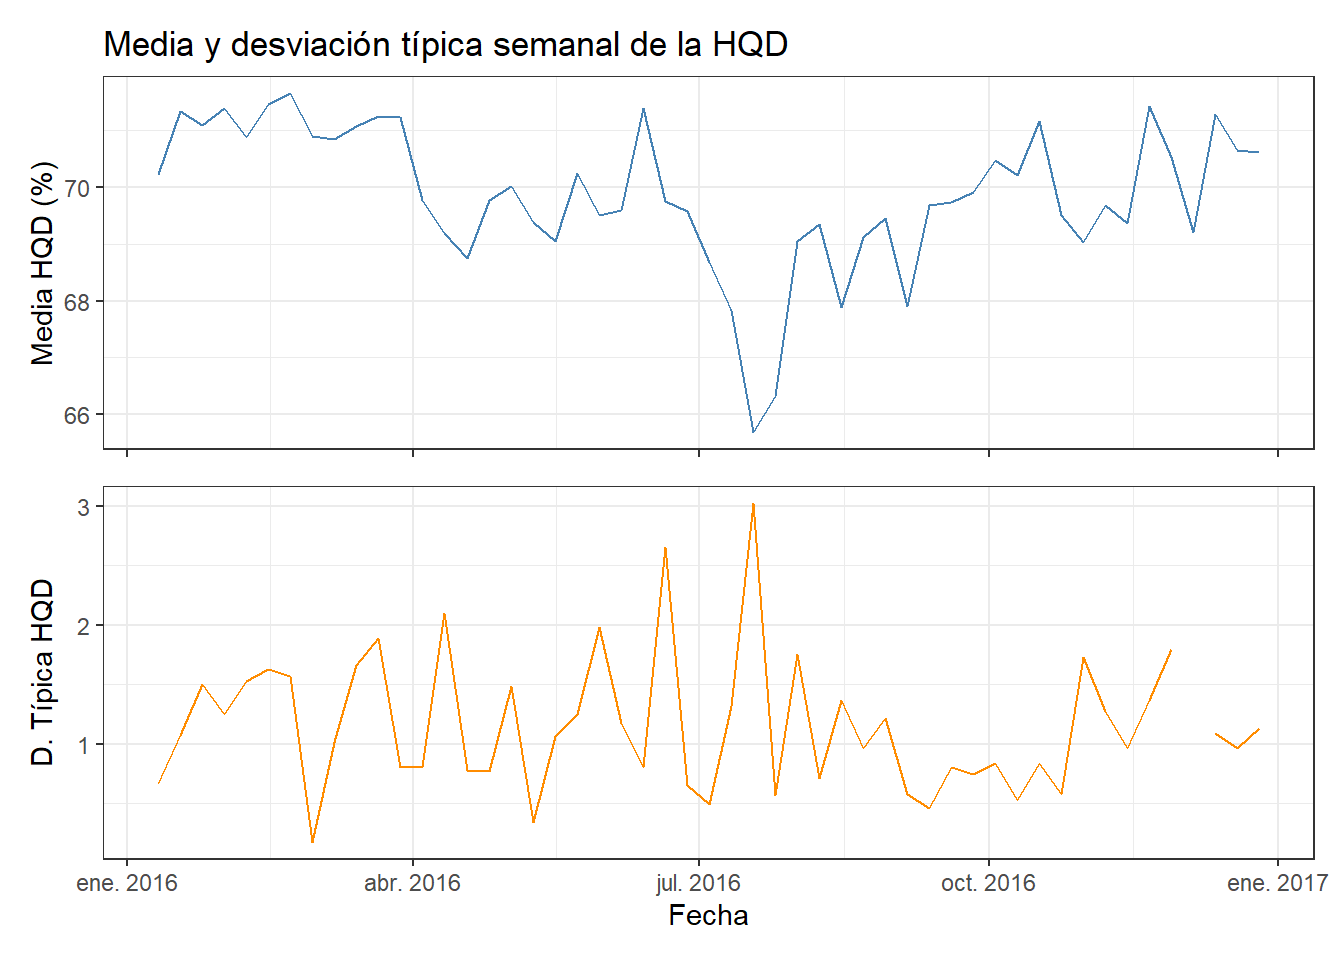 Media y desviación típica semanal de la HQD
Media HQD (%)
70
68
66
D. Típica HQD
3
2
1
ene. 2016 abr. 2016 jul. 2016 oct. 2016 ene. 2017
Fecha